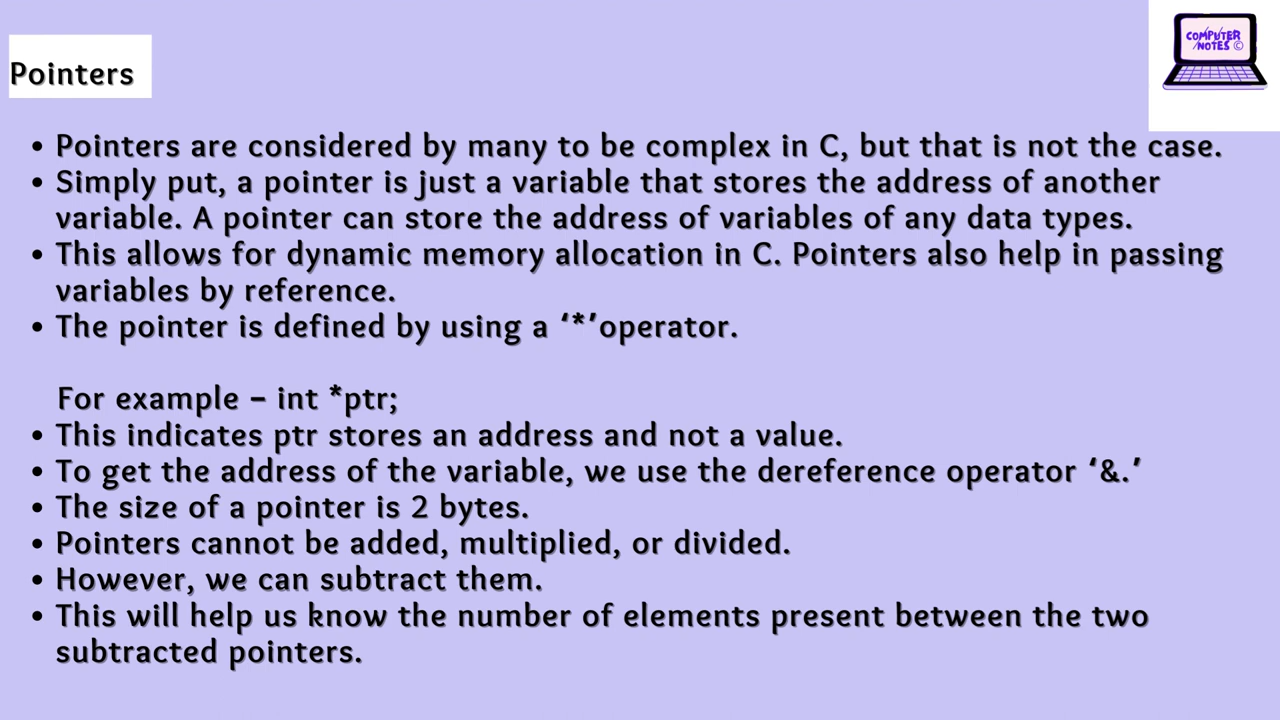 Pointers
COMPUTER
NOTES ©
• Pointers are considered by many to be complex in C, but that is not the case.
• Simply put, a pointer is just a variable that stores the address of another
variable. A pointer can store the address of variables of any data types.
• This allows for dynamic memory allocation in C. Pointers also help in passing
variables by reference.
• The pointer is defined by using a ‘*’operator.
For example – int *ptr;
• This indicates ptr stores an address and not a value.
• To get the address of the variable, we use the dereference operator ‘&.’
• The size of a pointer is 2 bytes.
• Pointers cannot be added, multiplied, or divided.
• However, we can subtract them.
• This will help us know the number of elements present between the two
subtracted pointers.